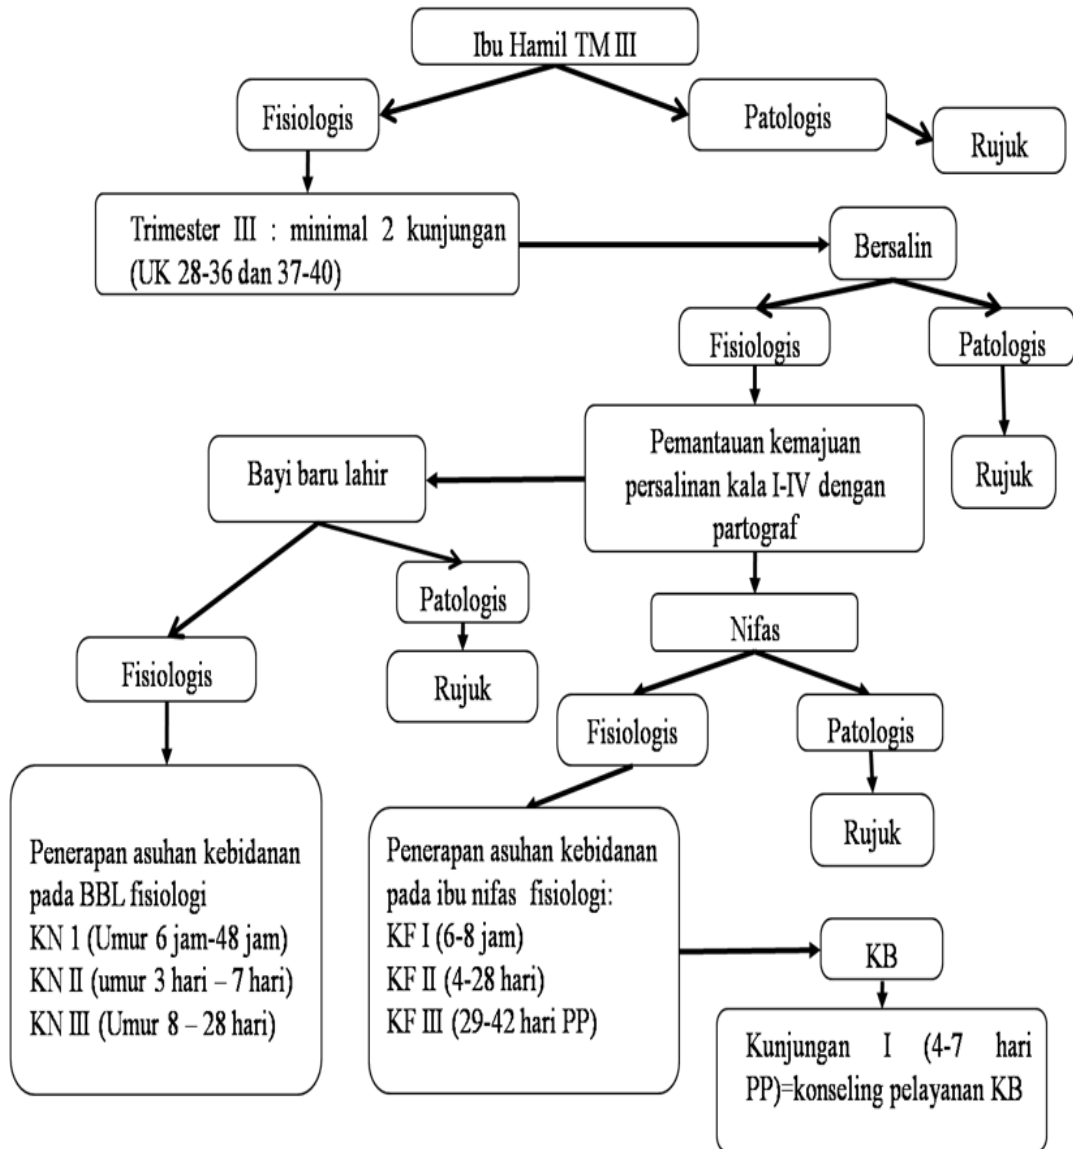 Ibu Hamil TM III
Fisiologis
Patologis
Rujuk
Trimester III : minimal 2 kunjungan
(UK 28-36 dan 37-40)
Bersalin
Fisiologis
Patologis
Pemantauan kemajuan
persalinan kala I-IV dengan
partograf
Rujuk
Bayi baru lahir
Patologis
Nifas
Fisiologis
Rujuk
Fisiologis
Patologis
Rujuk
Penerapan asuhan kebidanan
pada BBL fisiologi
KN 1 (Umur 6 jam-48 jam)
KN II (umur 3 hari – 7 hari)
KN III (Umur 8 – 28 hari)
Penerapan asuhan kebidanan
pada ibu nifas fisiologi:
KF I (6-8 jam)
KF II (4-28 hari)
KF III (29-42 hari PP)
KB
Kunjungan I (4-7 hari
PP)=konseling pelayanan KB